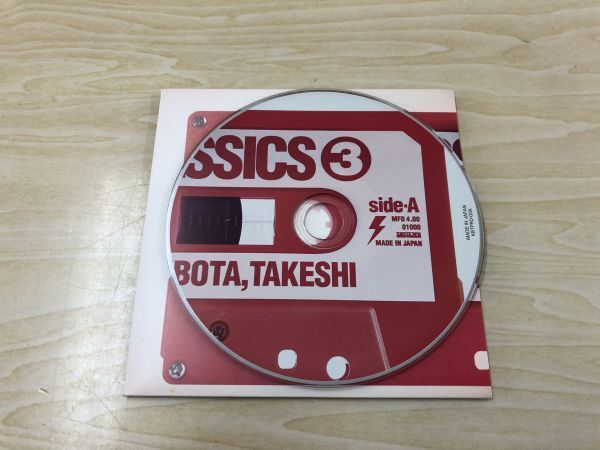 SSICS 3
side-A
MFD 4.00
01000
MADE IN JAPAN
BOTA, TAKESHI
MADE IN JAPAN